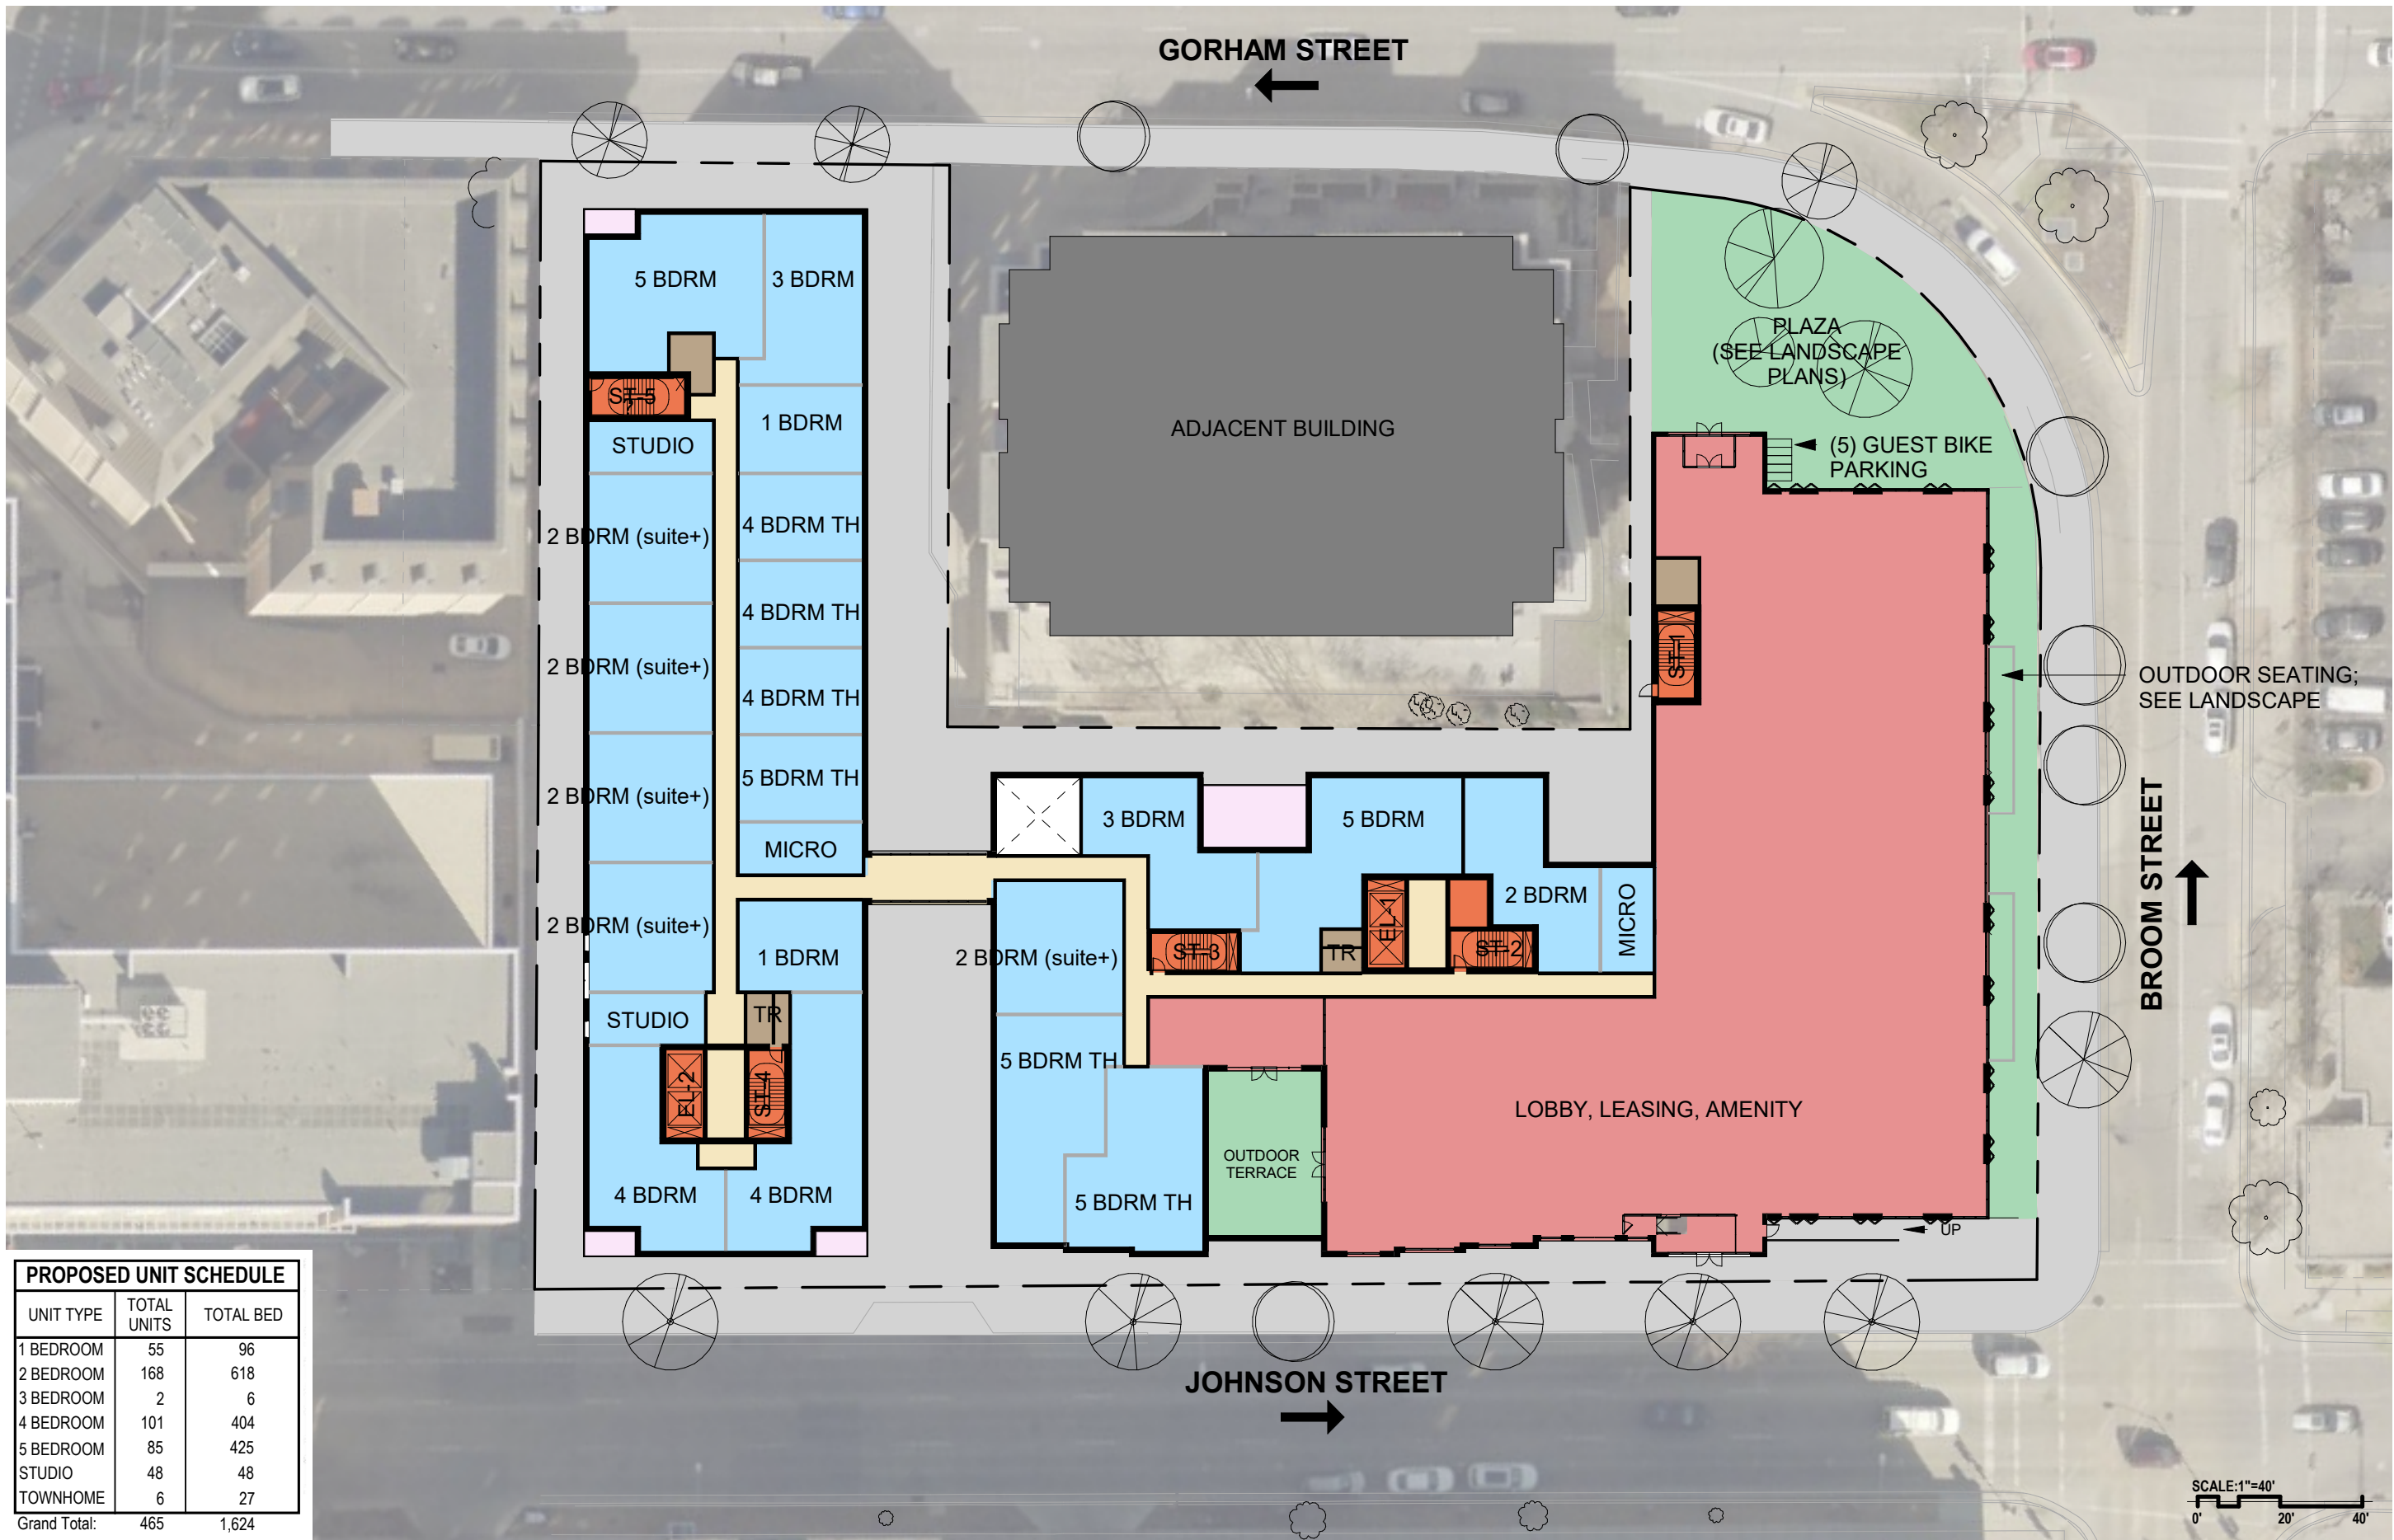 GORHAM STREET
5 BDRM
3 BDRM
PLAZA
(SEE LANDSCAPE
PLANS)
ST-5
1 BDRM
ADJACENT BUILDING
STUDIO
(5) GUEST BIKE
PARKING
2 BDRM (suite+)
4 BDRM TH
4 BDRM TH
2 BDRM (suite+)
ST-1
OUTDOOR SEATING;
SEE LANDSCAPE
4 BDRM TH
2 BDRM (suite+)
5 BDRM TH
3 BDRM
5 BDRM
MICRO
BROOM STREET
2 BDRM (suite+)
2 BDRM
MICRO
EL-1
1 BDRM
2 BDRM (suite+)
ST-3
TR
ST-2
STUDIO
TR
5 BDRM TH
EL-2
ST-4
LOBBY, LEASING, AMENITY
OUTDOOR
TERRACE
4 BDRM
4 BDRM
5 BDRM TH
UP
PROPOSED UNIT SCHEDULE
UNIT TYPE TOTAL UNITS TOTAL BED
1 BEDROOM 55 96
2 BEDROOM 168 618
3 BEDROOM 2 6
4 BEDROOM 101 404
5 BEDROOM 85 425
STUDIO 48 48
TOWNHOME 6 27
Grand Total: 465 1,624
JOHNSON STREET
SCALE:1"=40'
0' 20' 40'